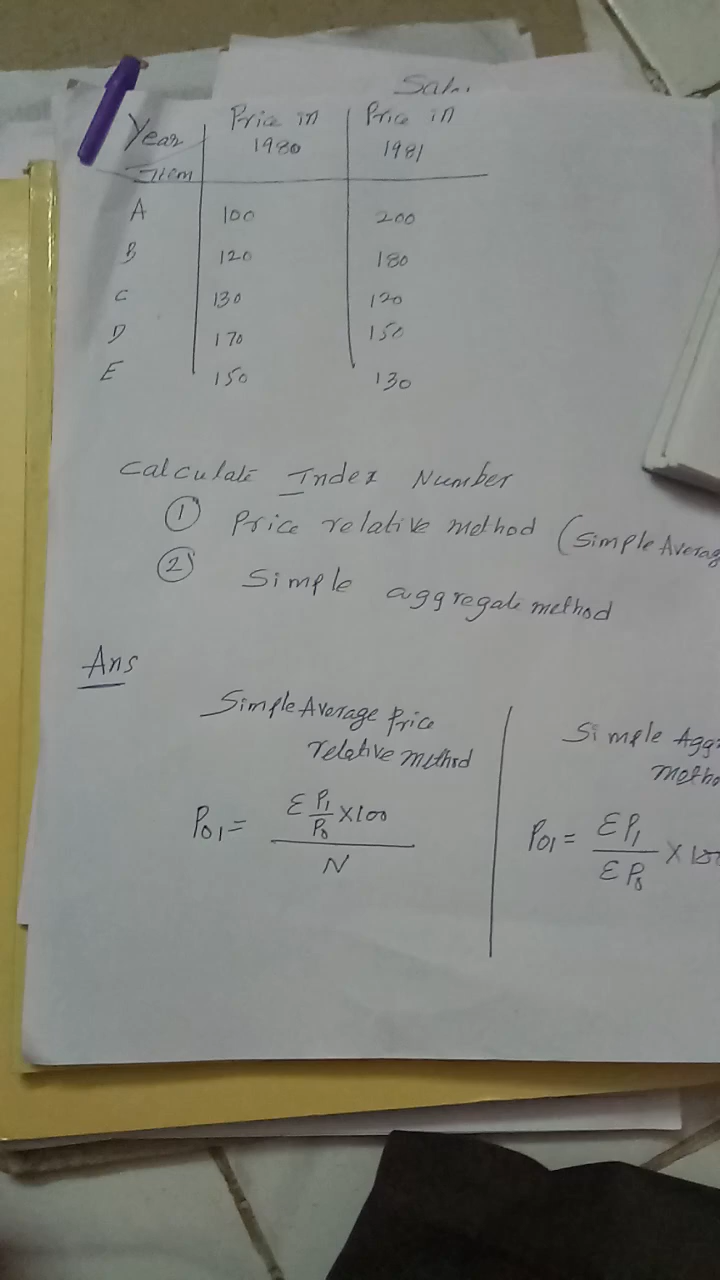 Year Price in 1980 Price in 1981
Item
A 100 200
B 120 180
C 130 120
D 170 150
E 150 130
Calculate Index Number
① Price relative method (Simple Averag
② Simple aggregate method
Ans
Simple Average Price
relative method
P01 = Σ P1/P0 ×100 / N
Simple Agg
metho
P01 = ΣP1 / ΣP0 × 10